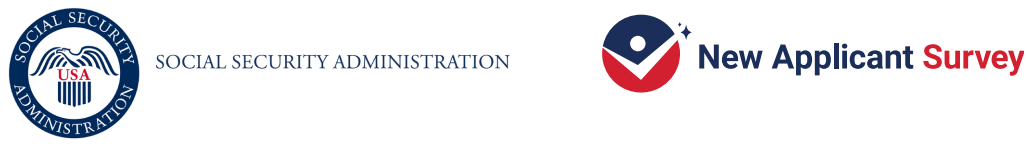 SOCIAL SECURITY ADMINISTRATION
USA
SOCIAL SECURITY ADMINISTRATION
New Applicant Survey